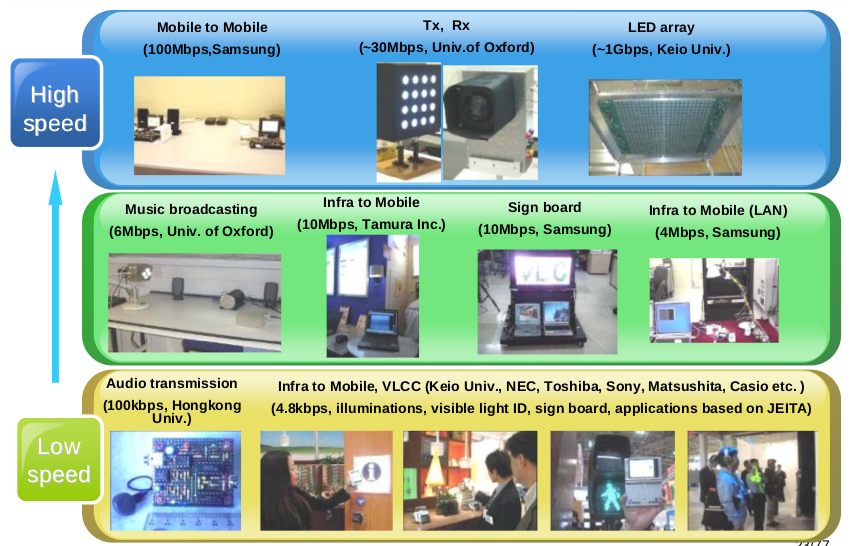 Mobile to Mobile
(100Mbps,Samsung)
Tx, Rx
(~30Mbps, Univ.of Oxford)
LED array
(~1Gbps, Keio Univ.)
High
speed
Music broadcasting
(6Mbps, Univ. of Oxford)
Infra to Mobile
(10Mbps, Tamura Inc.)
Sign board
(10Mbps, Samsung)
VLC
Infra to Mobile (LAN)
(4Mbps, Samsung)
Audio transmission
(100kbps, Hongkong
Univ.)
Infra to Mobile, VLCC (Keio Univ., NEC, Toshiba, Sony, Matsushita, Casio etc. )
(4.8kbps, illuminations, visible light ID, sign board, applications based on JEITA)
Low
speed